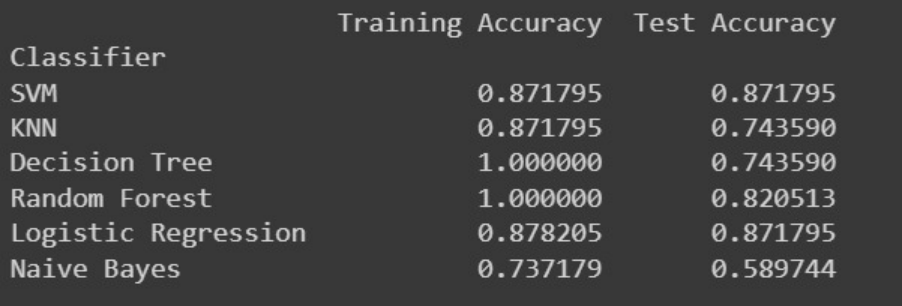 Training Accuracy Test Accuracy
Classifier
SVM 0.871795 0.871795
KNN 0.871795 0.743590
Decision Tree 1.000000 0.743590
Random Forest 1.000000 0.820513
Logistic Regression 0.878205 0.871795
Naive Bayes 0.737179 0.589744